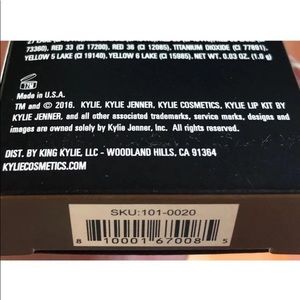 73360), RED 33 (CI 17200), RED 36 (CI 12085), TITANIUM DIOXIDE (CI 77891),
YELLOW 5 LAKE (CI 19140), YELLOW 6 LAKE (CI 15985). NET WT. 0.03 OZ. (1.0 g)
12M
Made in U.S.A.
TM and © 2016. KYLIE, KYLIE JENNER, KYLIE COSMETICS, KYLIE LIP KIT BY
KYLIE JENNER, and all other associated trademarks, service marks, designs and
images are owned solely by Kylie Jenner, Inc. All rights reserved.
DIST. BY KING KYLIE, LLC - WOODLAND HILLS, CA 91364
KYLIECOSMETICS.COM
SKU:101-0020
8 10001 67008 5